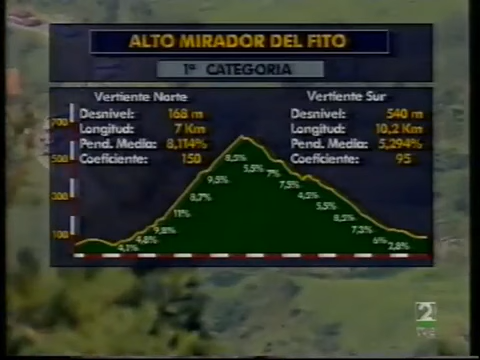 ALTO MIRADOR DEL FITO
1ª CATEGORIA
Vertiente Norte
Desnivel: 168 m
Longitud: 7 Km
Pend. Media: 8,114%
Coeficiente: 150
Vertiente Sur
Desnivel: 540 m
Longitud: 10,2 Km
Pend. Media: 5,294%
Coeficiente: 95
700
500
300
100
4,1%
4,8%
9,8%
11%
8,7%
9,5%
8,5%
5,5%
7%
7,5%
4,5%
5,5%
8,5%
7,3%
6%
2,8%
2
tve